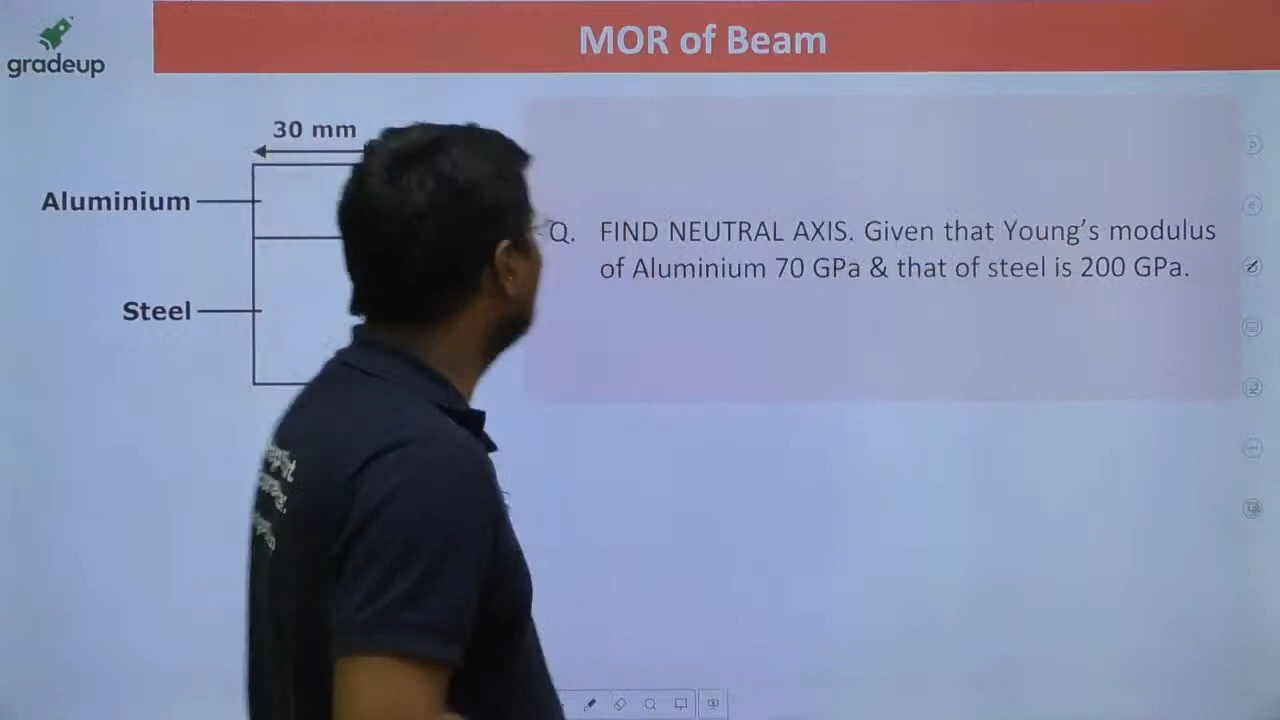 gradeup
MOR of Beam
30 mm
Aluminium
Steel
Q. FIND NEUTRAL AXIS. Given that Young's modulus
of Aluminium 70 GPa & that of steel is 200 GPa.